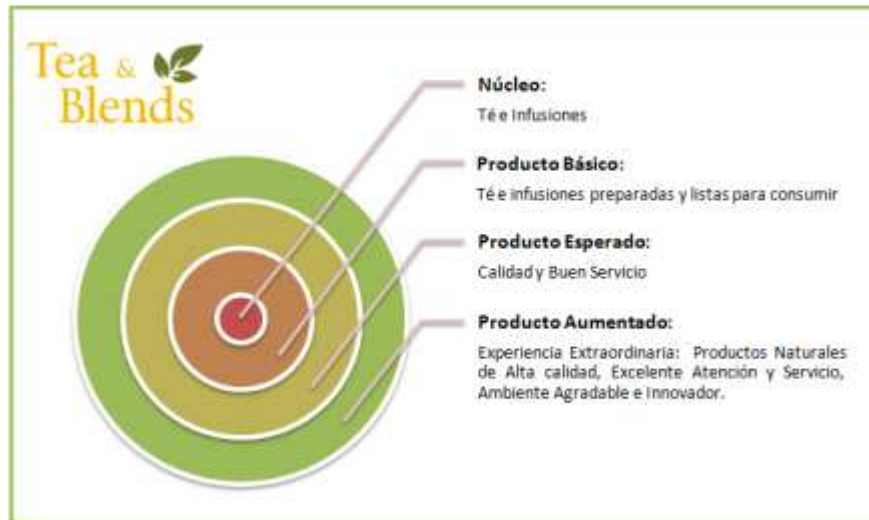 Tea &
Blends
Núcleo:
Té e Infusiones
Producto Básico:
Té e infusiones preparadas y listas para consumir
Producto Esperado:
Calidad y Buen Servicio
Producto Aumentado:
Experiencia Extraordinaria: Productos Naturales
de Alta calidad, Excelente Atención y Servicio,
Ambiente Agradable e Innovador.